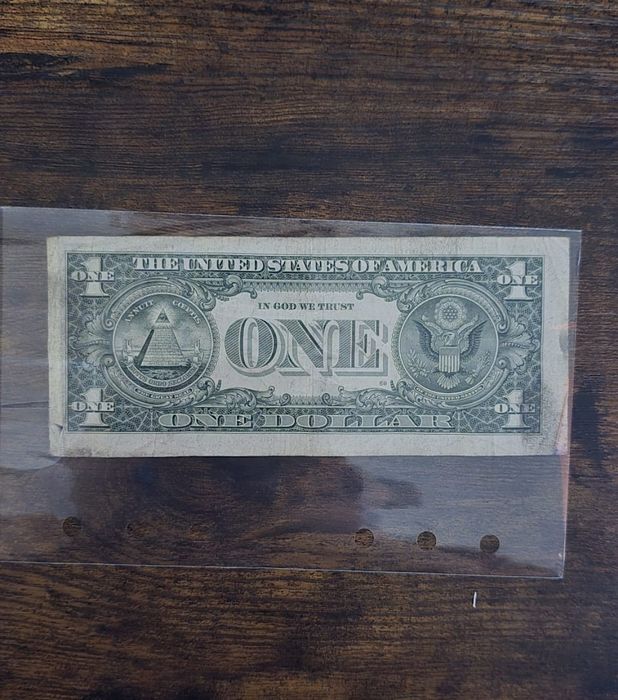 THE UNITED STATES OF AMERICA
ONE 1
1 ONE
IN GOD WE TRUST
ONE
ONE 1
1 ONE
ONE DOLLAR